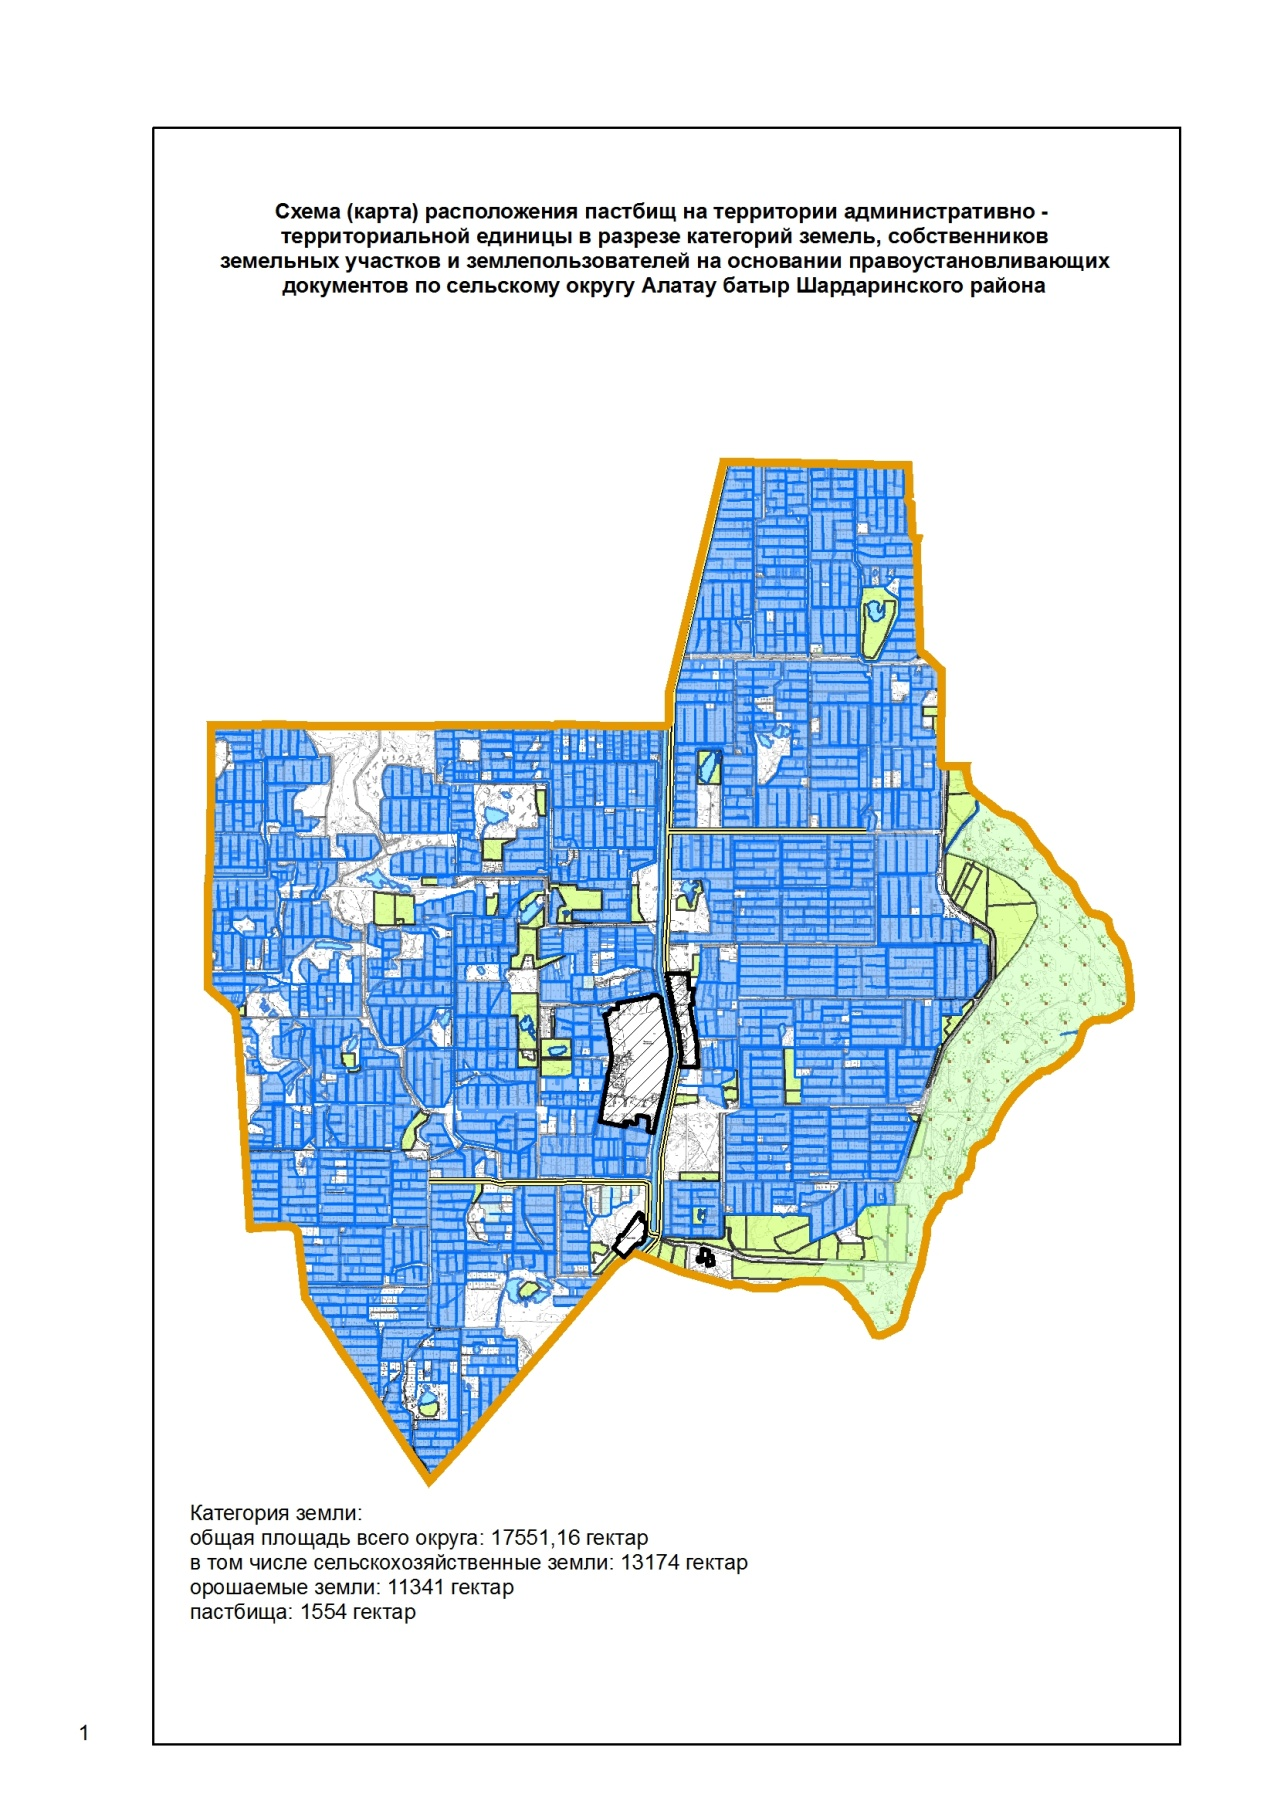 Схема (карта) расположения пастбищ на территории административно -
территориальной единицы в разрезе категорий земель, собственников
земельных участков и землепользователей на основании правоустановливающих
документов по сельскому округу Алатау батыр Шардаринского района
Категория земли:
общая площадь всего округа: 17551,16 гектар
в том числе сельскохозяйственные земли: 13174 гектар
орошаемые земли: 11341 гектар
пастбища: 1554 гектар
1